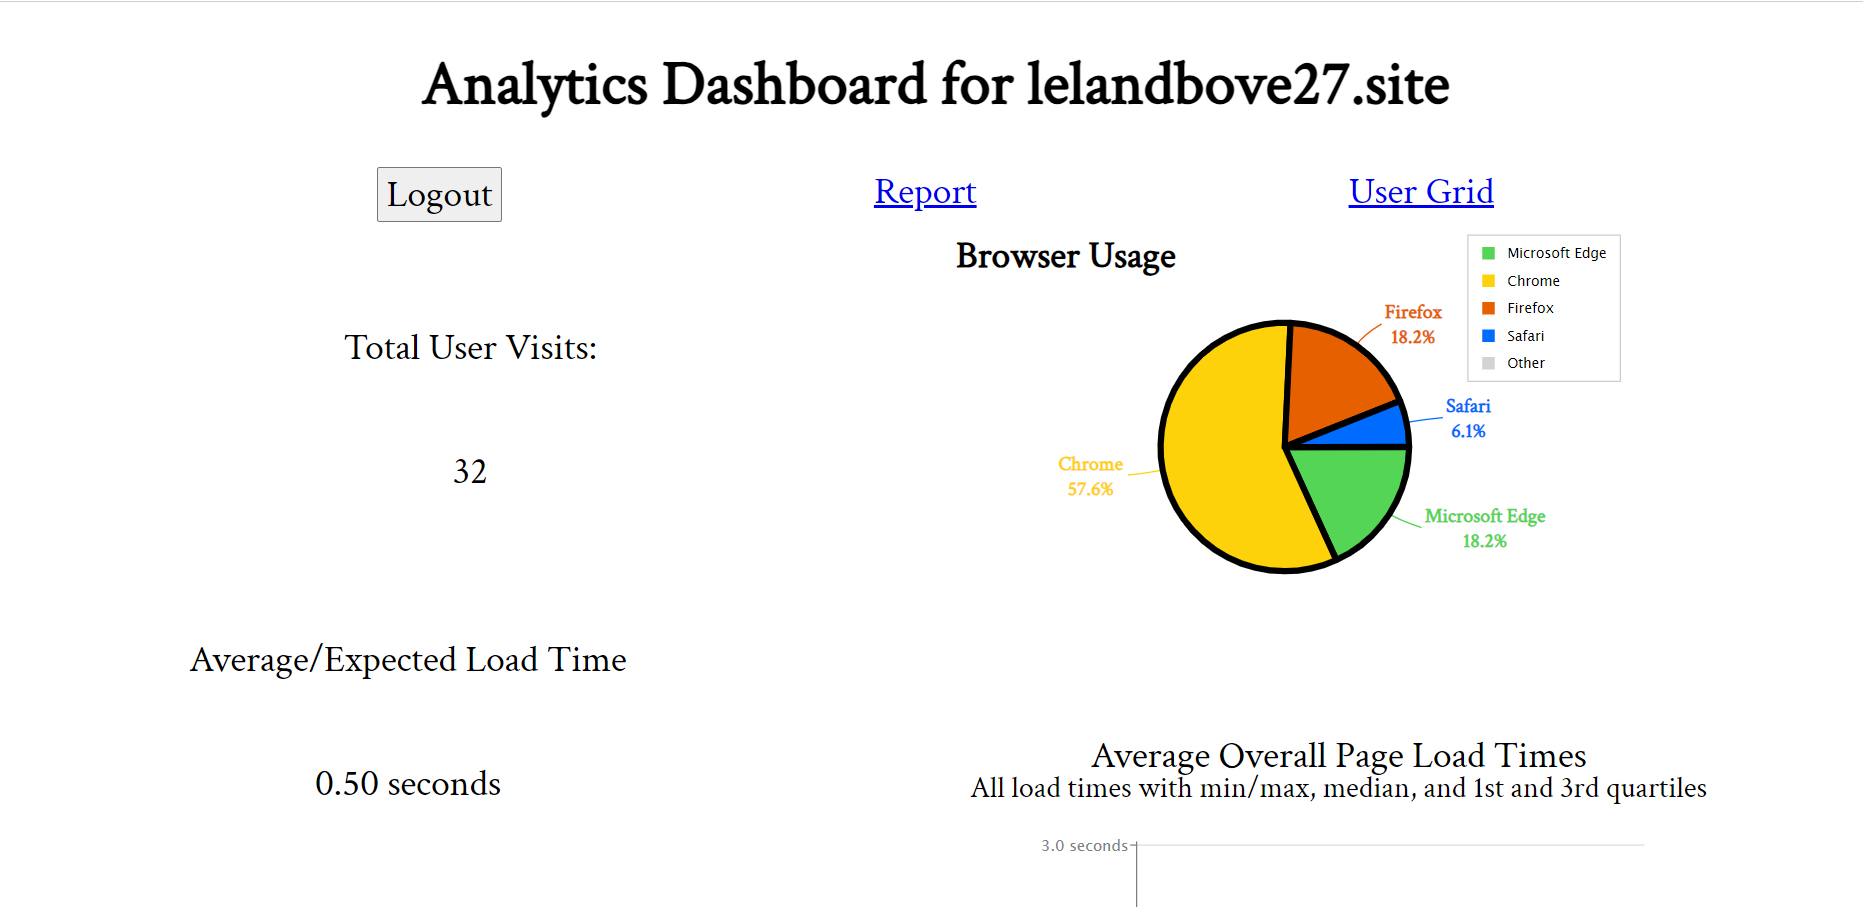 Analytics Dashboard for lelandbove27.site
Logout
Report
User Grid
Browser Usage
Microsoft Edge
Chrome
Firefox
Safari
Other
Firefox
18.2%
Safari
6.1%
Chrome
57.6%
Microsoft Edge
18.2%
Total User Visits:
32
Average/Expected Load Time
0.50 seconds
Average Overall Page Load Times
All load times with min/max, median, and 1st and 3rd quartiles
3.0 seconds